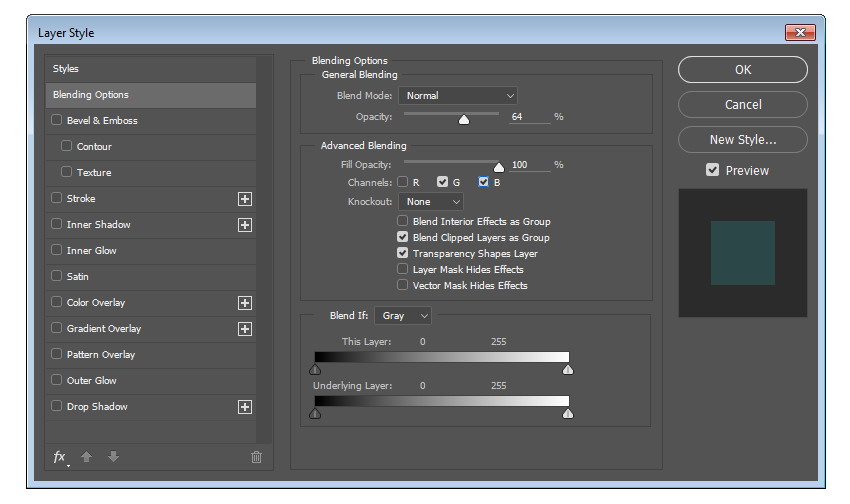 Layer Style
Styles
Blending Options
Bevel & Emboss
Contour
Texture
Stroke
Inner Shadow
Inner Glow
Satin
Color Overlay
Gradient Overlay
Pattern Overlay
Outer Glow
Drop Shadow
fx
Blending Options
General Blending
Blend Mode: Normal
Opacity: 64 %
Advanced Blending
Fill Opacity: 100 %
Channels: R G B
Knockout: None
Blend Interior Effects as Group
Blend Clipped Layers as Group
Transparency Shapes Layer
Layer Mask Hides Effects
Vector Mask Hides Effects
Blend If: Gray
This Layer: 0 255
Underlying Layer: 0 255
OK
Cancel
New Style...
Preview